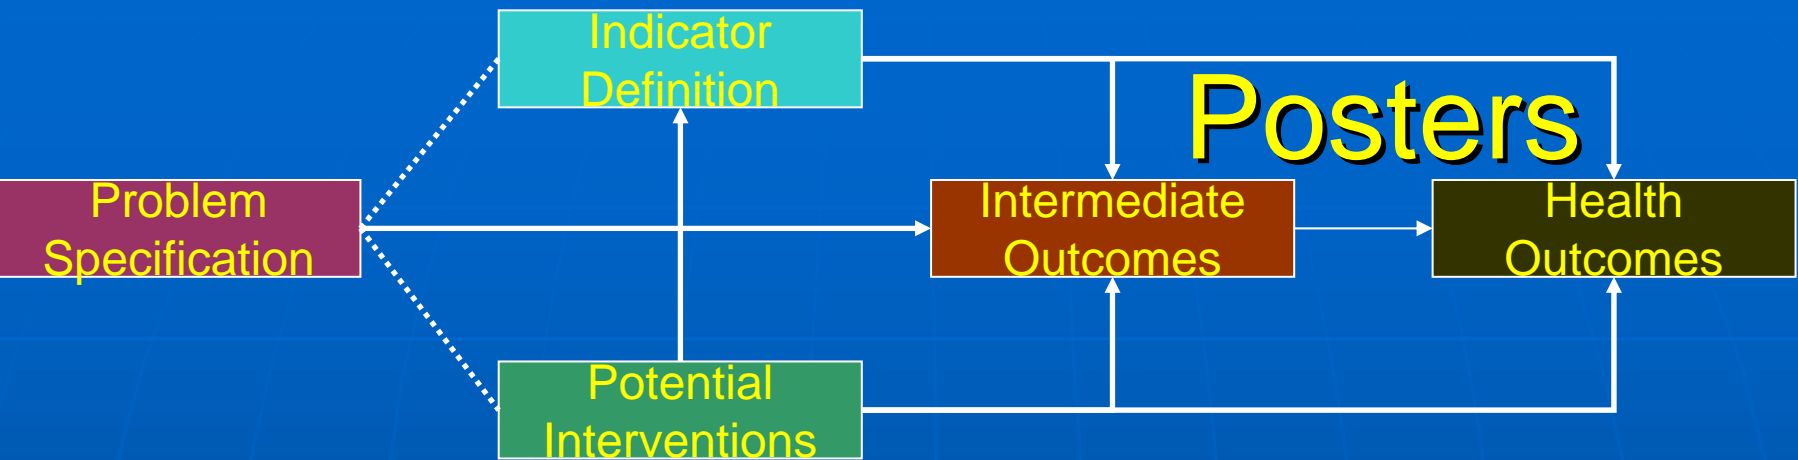 Indicator
Definition
Posters
Problem
Specification
Intermediate
Outcomes
Health
Outcomes
Potential
Interventions